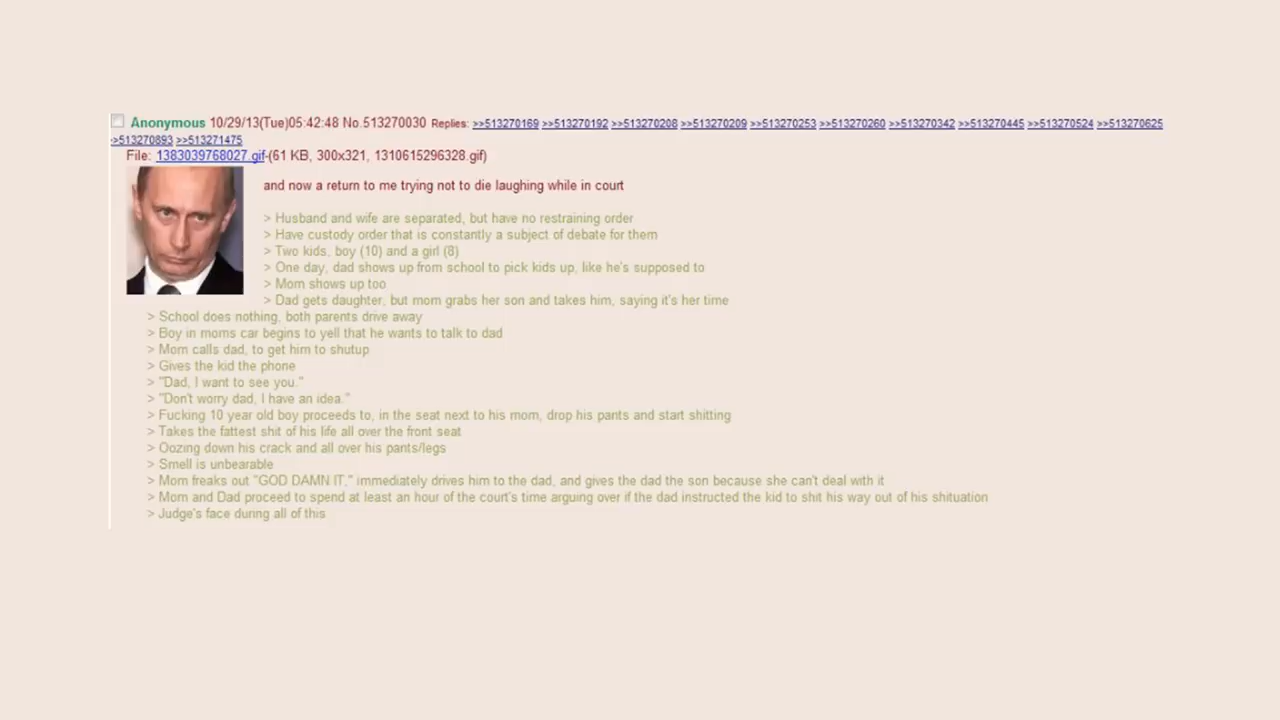 Anonymous 10/29/13(Tue)05:42:48 No.513270030 Replies: >>513270169 >>513270192 >>513270208 >>513270209 >>513270253 >>513270260 >>513270342 >>513270445 >>513270524 >>513270625
>513270893 >>513271475
File: 1383039768027.gif-(61 KB, 300x321, 1310615296328.gif)
and now a return to me trying not to die laughing while in court
> Husband and wife are separated, but have no restraining order
> Have custody order that is constantly a subject of debate for them
> Two kids, boy (10) and a girl (8)
> One day, dad shows up from school to pick kids up, like he's supposed to
> Mom shows up too
> Dad gets daughter, but mom grabs her son and takes him, saying it's her time
> School does nothing, both parents drive away
> Boy in moms car begins to yell that he wants to talk to dad
> Mom calls dad, to get him to shutup
> Gives the kid the phone
> "Dad, I want to see you."
> "Don't worry dad, I have an idea."
> Fucking 10 year old boy proceeds to, in the seat next to his mom, drop his pants and start shitting
> Takes the fattest shit of his life all over the front seat
> Oozing down his crack and all over his pants/legs
> Smell is unbearable
> Mom freaks out "GOD DAMN IT," immediately drives him to the dad, and gives the dad the son because she can't deal with it
> Mom and Dad proceed to spend at least an hour of the court's time arguing over if the dad instructed the kid to shit his way out of his shituation
> Judge's face during all of this